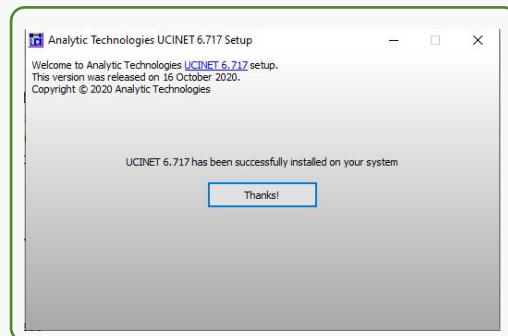 Analytic Technologies UCINET 6.717 Setup
Welcome to Analytic Technologies UCINET 6.717 setup.
This version was released on 16 October 2020.
Copyright © 2020 Analytic Technologies
UCINET 6.717 has been successfully installed on your system
Thanks!